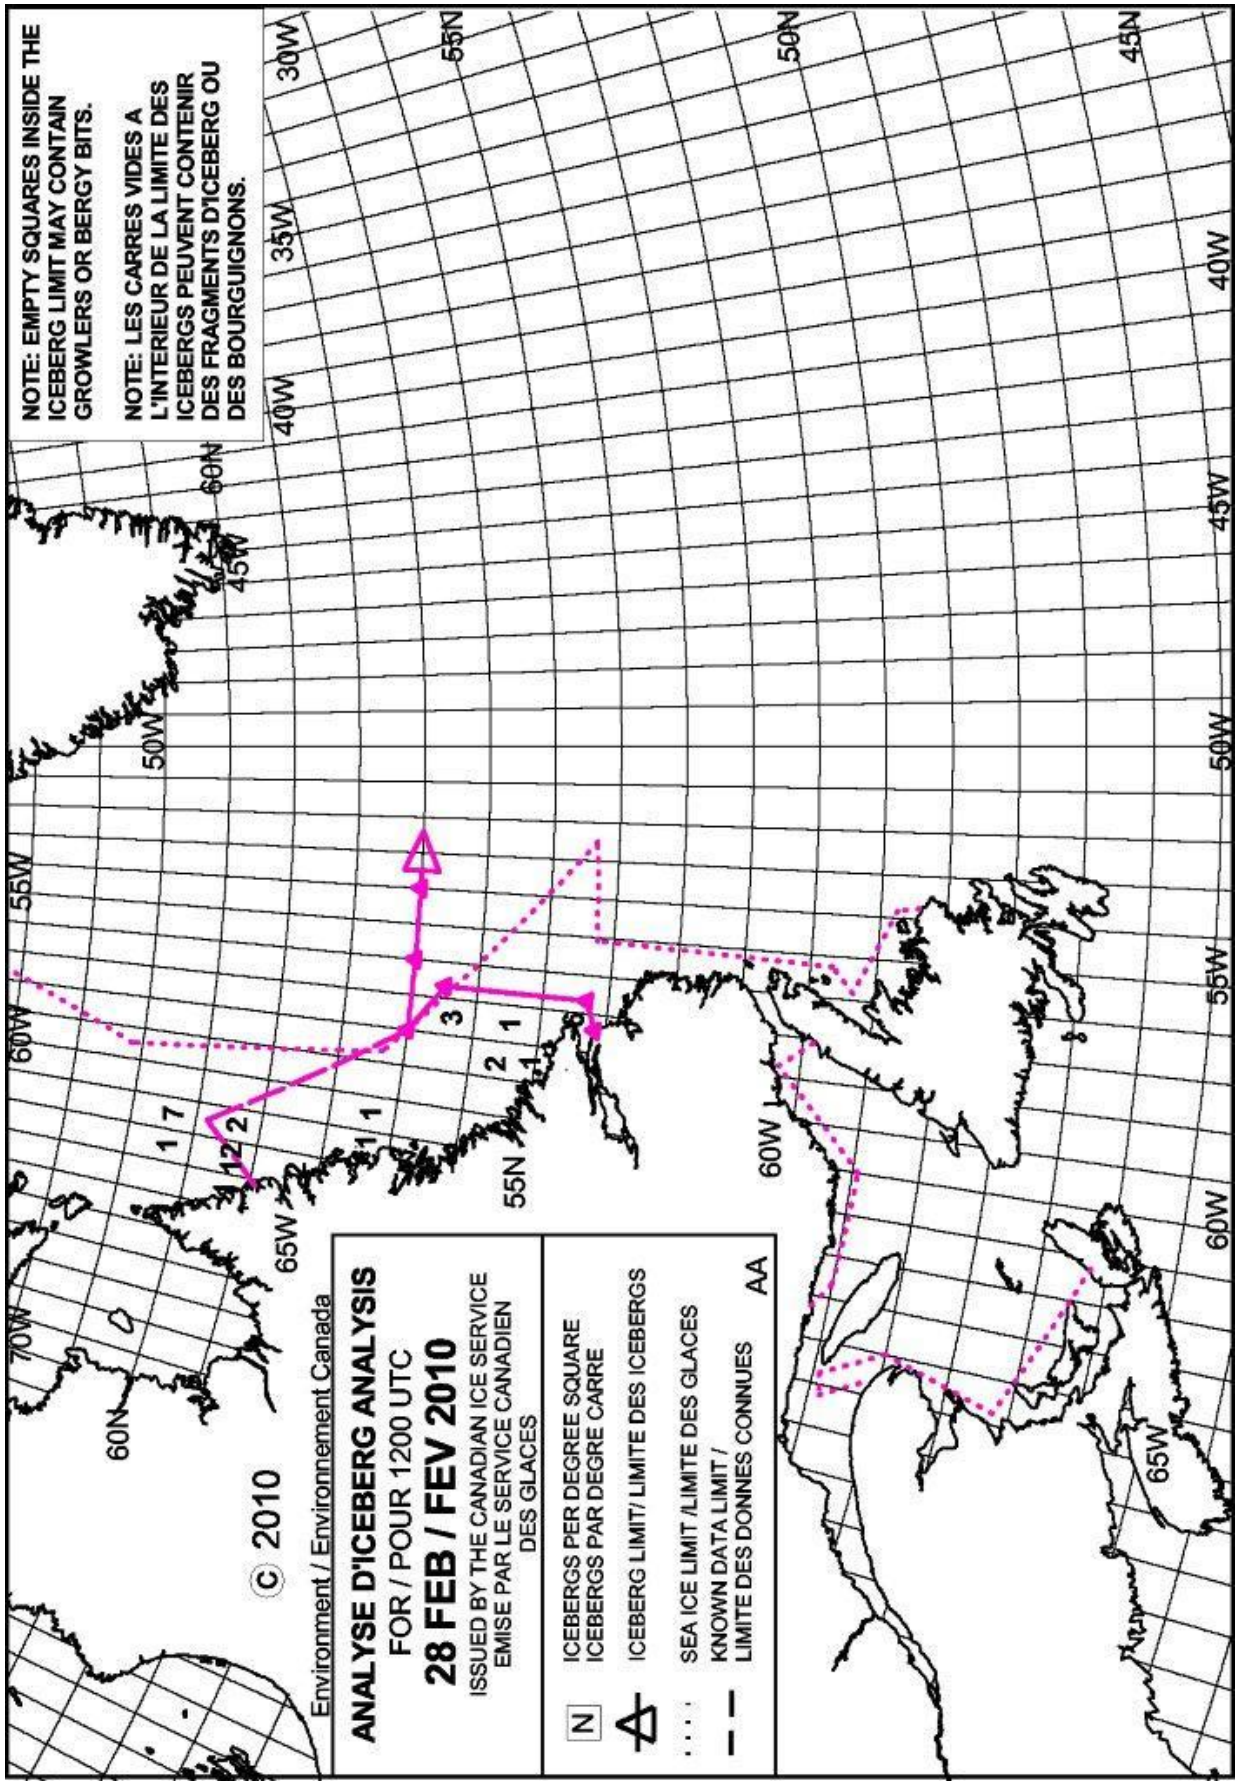 NOTE: EMPTY SQUARES INSIDE THE
ICEBERG LIMIT MAY CONTAIN
GROWLERS OR BERGY BITS.
NOTE: LES CARRES VIDES A
L'INTERIEUR DE LA LIMITE DES
ICEBERGS PEUVENT CONTENIR
DES FRAGMENTS D'ICEBERG OU
DES BOURGUIGNONS.
70W
60W
55W
50W
45W
60N
40W
35W
30W
55N
50N
45N
40W
45W
50W
55W
60W
65W
60W
55N
65W
60N
1 7
1 12 2
1 1
3
2 1
1
6
© 2010
Environment / Environnement Canada
ANALYSE D'ICEBERG ANALYSIS
FOR / POUR 1200 UTC
28 FEB / FEV 2010
ISSUED BY THE CANADIAN ICE SERVICE
EMISE PAR LE SERVICE CANADIEN
DES GLACES
N ICEBERGS PER DEGREE SQUARE
ICEBERGS PAR DEGRE CARRE
ICEBERG LIMIT/ LIMITE DES ICEBERGS
SEA ICE LIMIT /LIMITE DES GLACES
KNOWN DATA LIMIT /
LIMITE DES DONNES CONNUES
AA